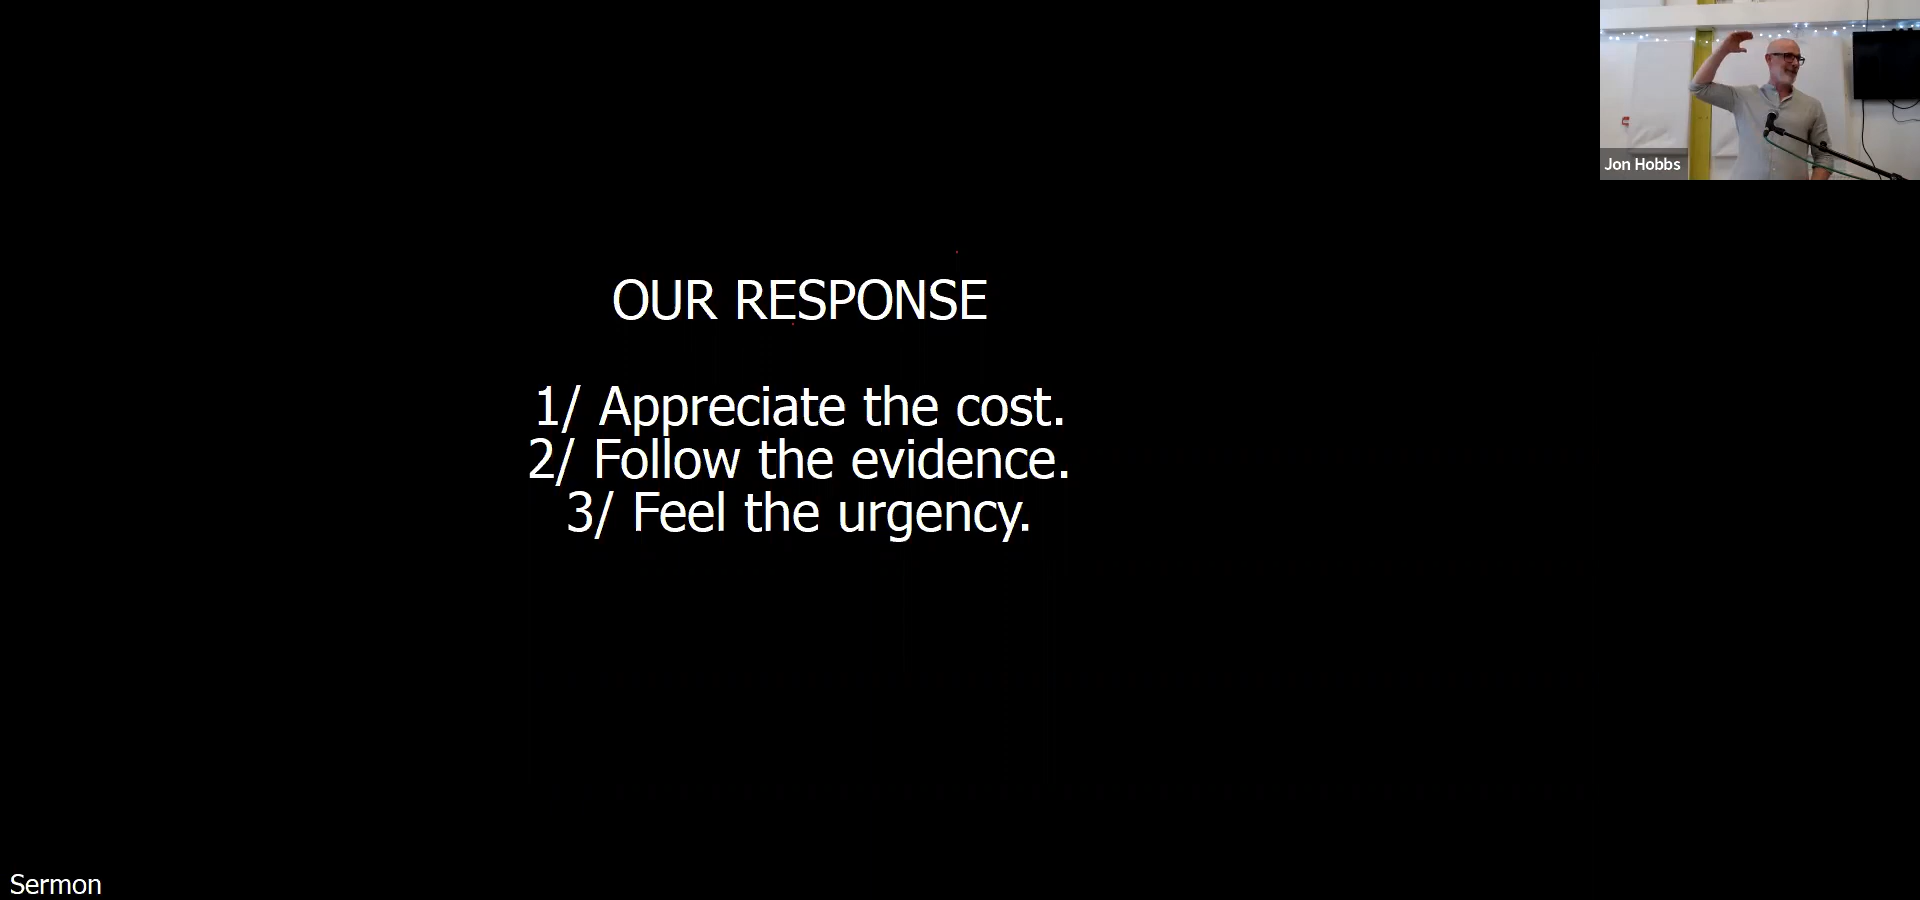 Jon Hobbs
OUR RESPONSE
1/ Appreciate the cost.
2/ Follow the evidence.
3/ Feel the urgency.
Sermon